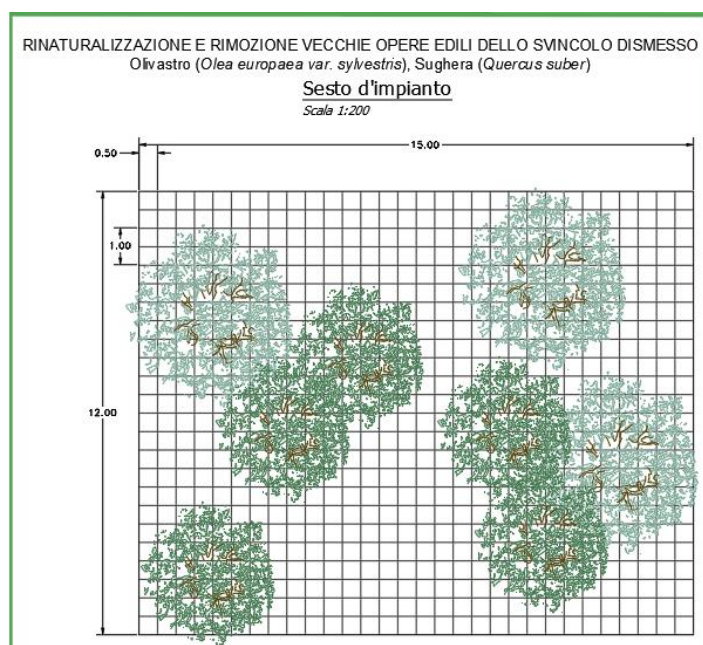 RINATURALIZZAZIONE E RIMOZIONE VECCHIE OPERE EDILI DELLO SVINCOLO DISMESSO
Olivastro (Olea europaea var. sylvestris), Sughera (Quercus suber)
Sesto d'impianto
Scala 1:200
0.50
15.00
1.00
12.00